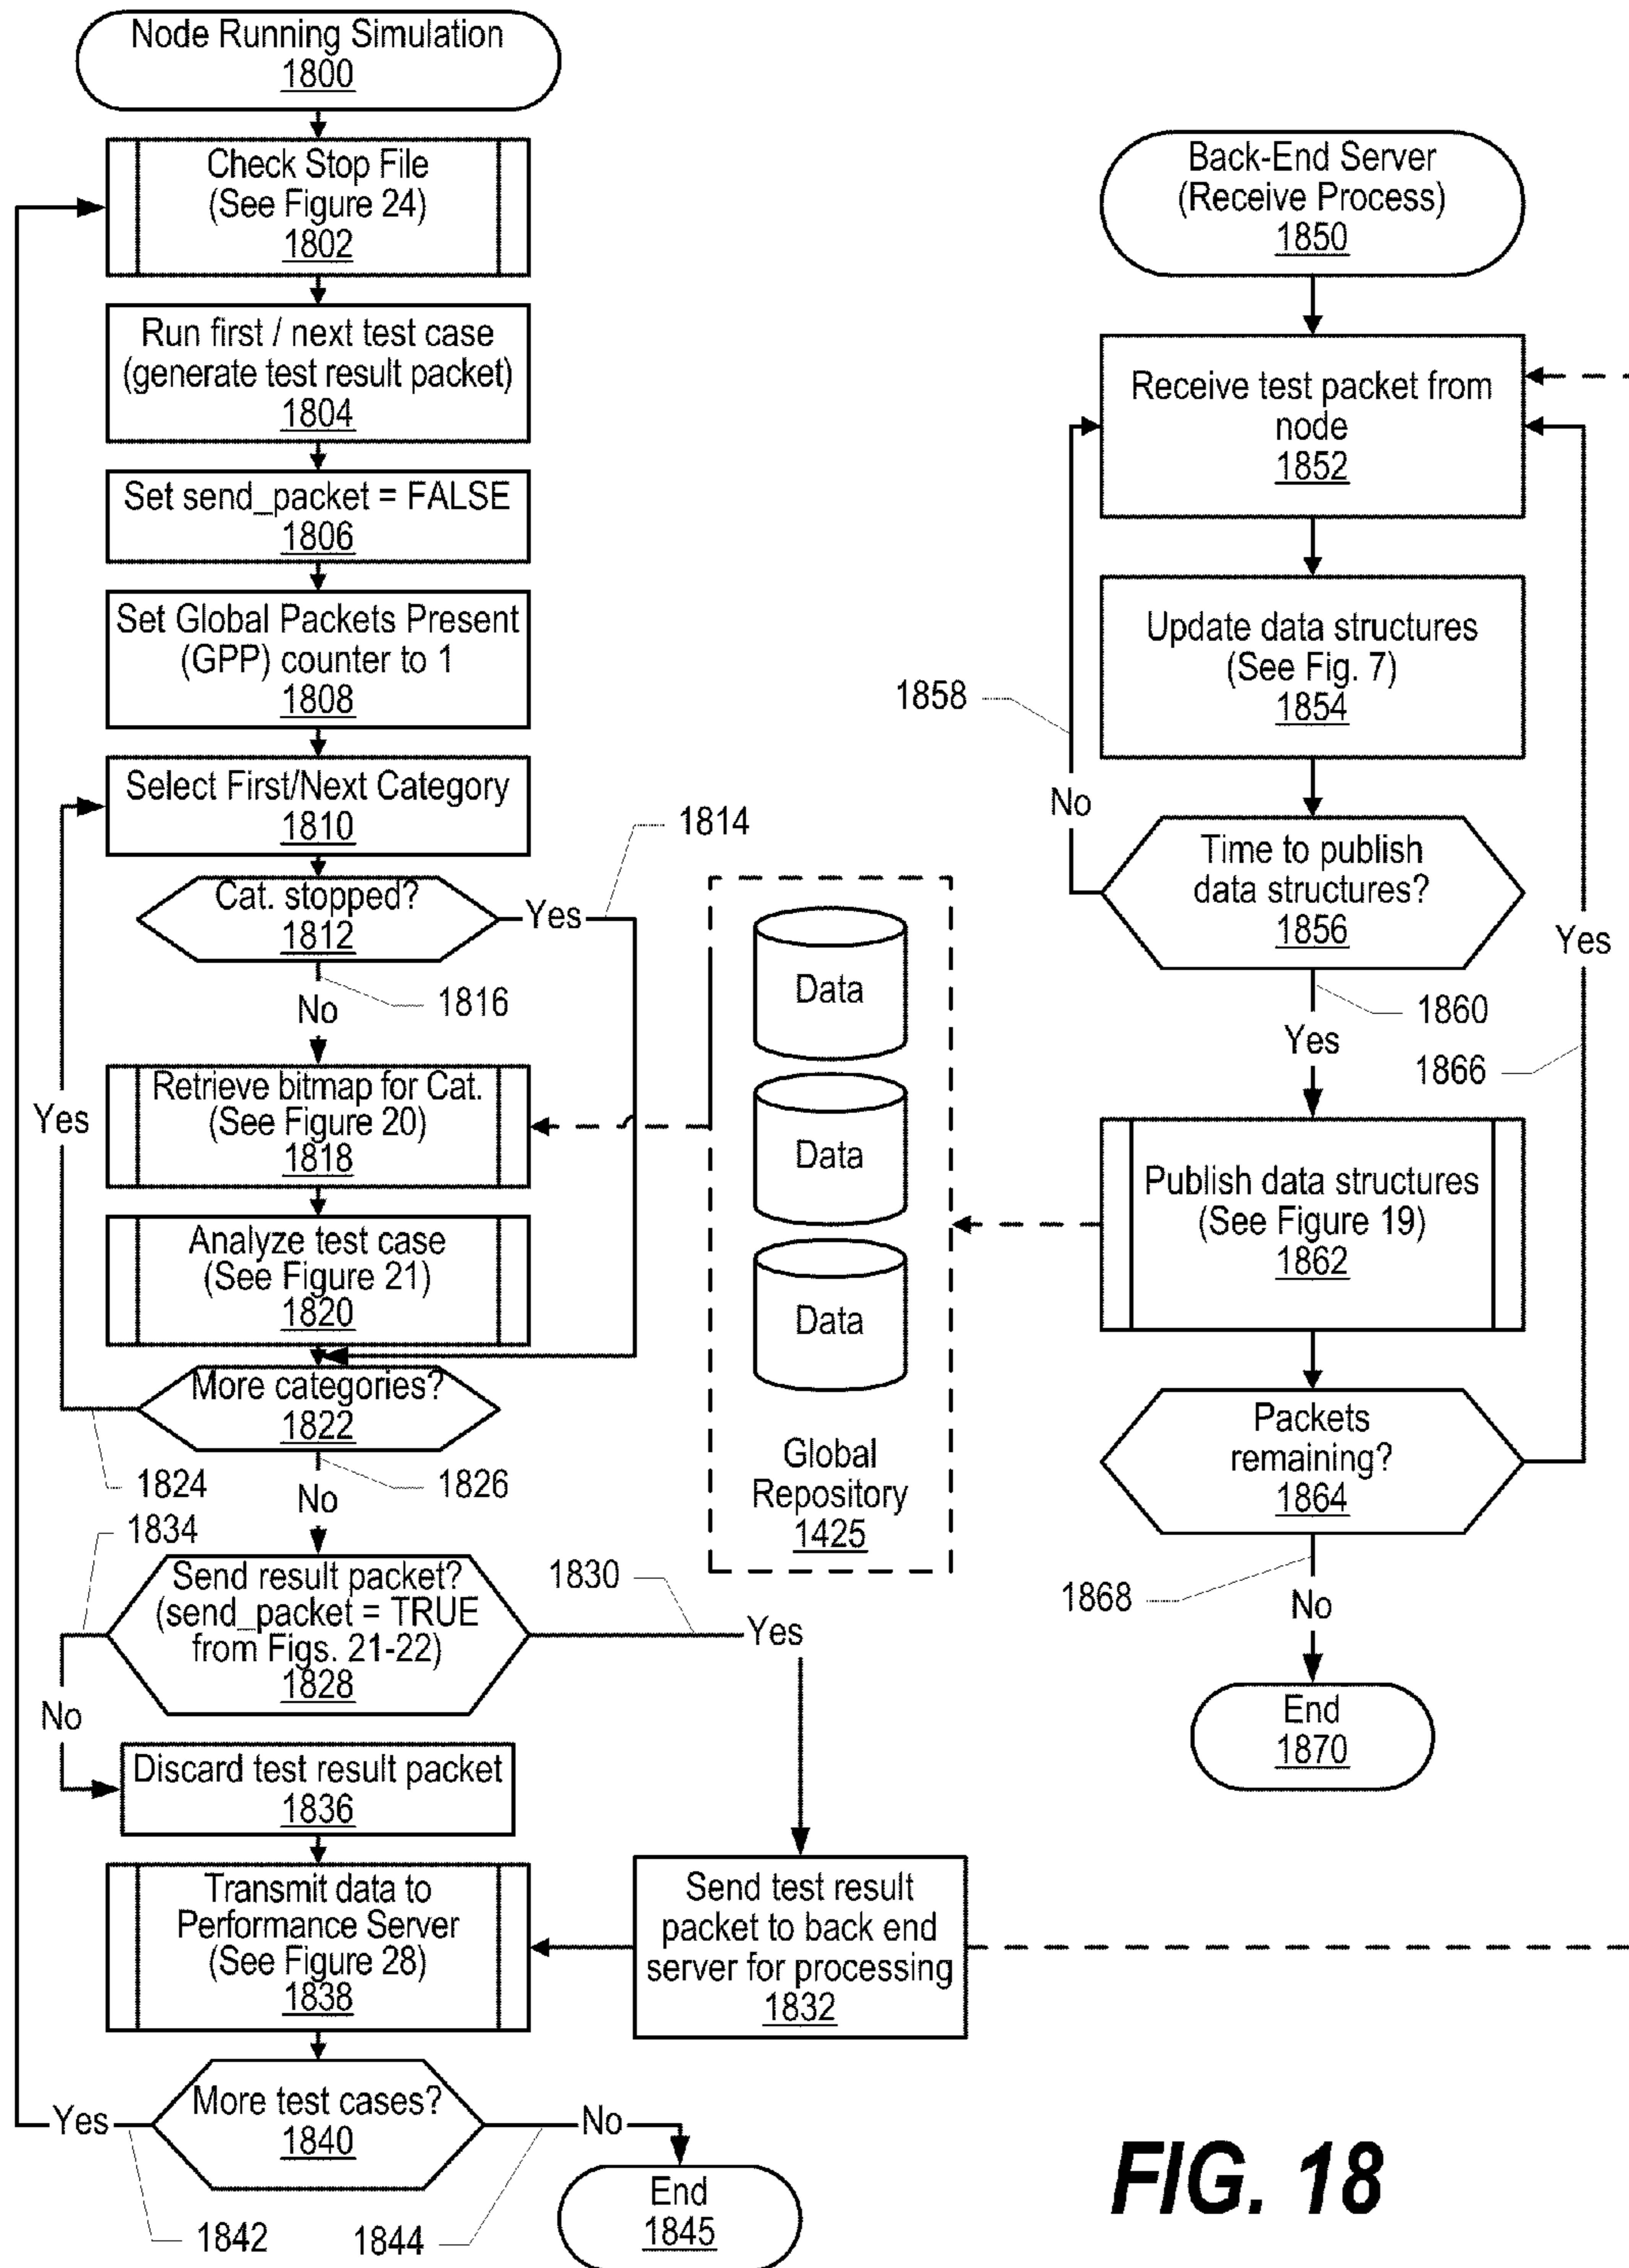 Node Running Simulation
1800
Check Stop File
(See Figure 24)
1802
Run first / next test case
(generate test result packet)
1804
Set send_packet = FALSE
1806
Set Global Packets Present
(GPP) counter to 1
1808
Select First/Next Category
1810
Cat. stopped?
1812
Yes
1814
No
1816
Retrieve bitmap for Cat.
(See Figure 20)
1818
Yes
Analyze test case
(See Figure 21)
1820
More categories?
1822
1824
No
1826
1834
Send result packet?
(send_packet = TRUE
from Figs. 21-22)
1828
1830
Yes
No
Discard test result packet
1836
Transmit data to
Performance Server
(See Figure 28)
1838
Send test result
packet to back end
server for processing
1832
More test cases?
1840
Yes
No
1842
1844
End
1845
Data
Data
Data
Global
Repository
1425
Back-End Server
(Receive Process)
1850
Receive test packet from
node
1852
Update data structures
(See Fig. 7)
1854
1858
No
Time to publish
data structures?
1856
1860
Yes
Yes
1866
Publish data structures
(See Figure 19)
1862
Packets
remaining?
1864
1868
No
End
1870
FIG. 18